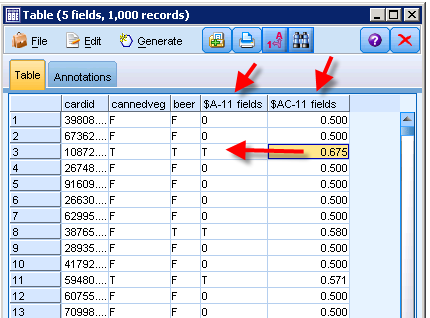 Table (5 fields, 1,000 records)
File Edit Generate
Table Annotations
cardid cannedveg beer $A-11 fields $AC-11 fields
1 39808.... F F 0 0.500
2 67362.... F F 0 0.500
3 10872.... T T T 0.675
4 26748.... F F 0 0.500
5 91609.... F F 0 0.500
6 26630.... F F 0 0.500
7 62995.... F F 0 0.500
8 38765.... F T T 0.580
9 28935.... F F 0 0.500
10 41792.... F F 0 0.500
11 59480.... T F T 0.571
12 60755.... F F 0 0.500
13 70998.... F F 0 0.500